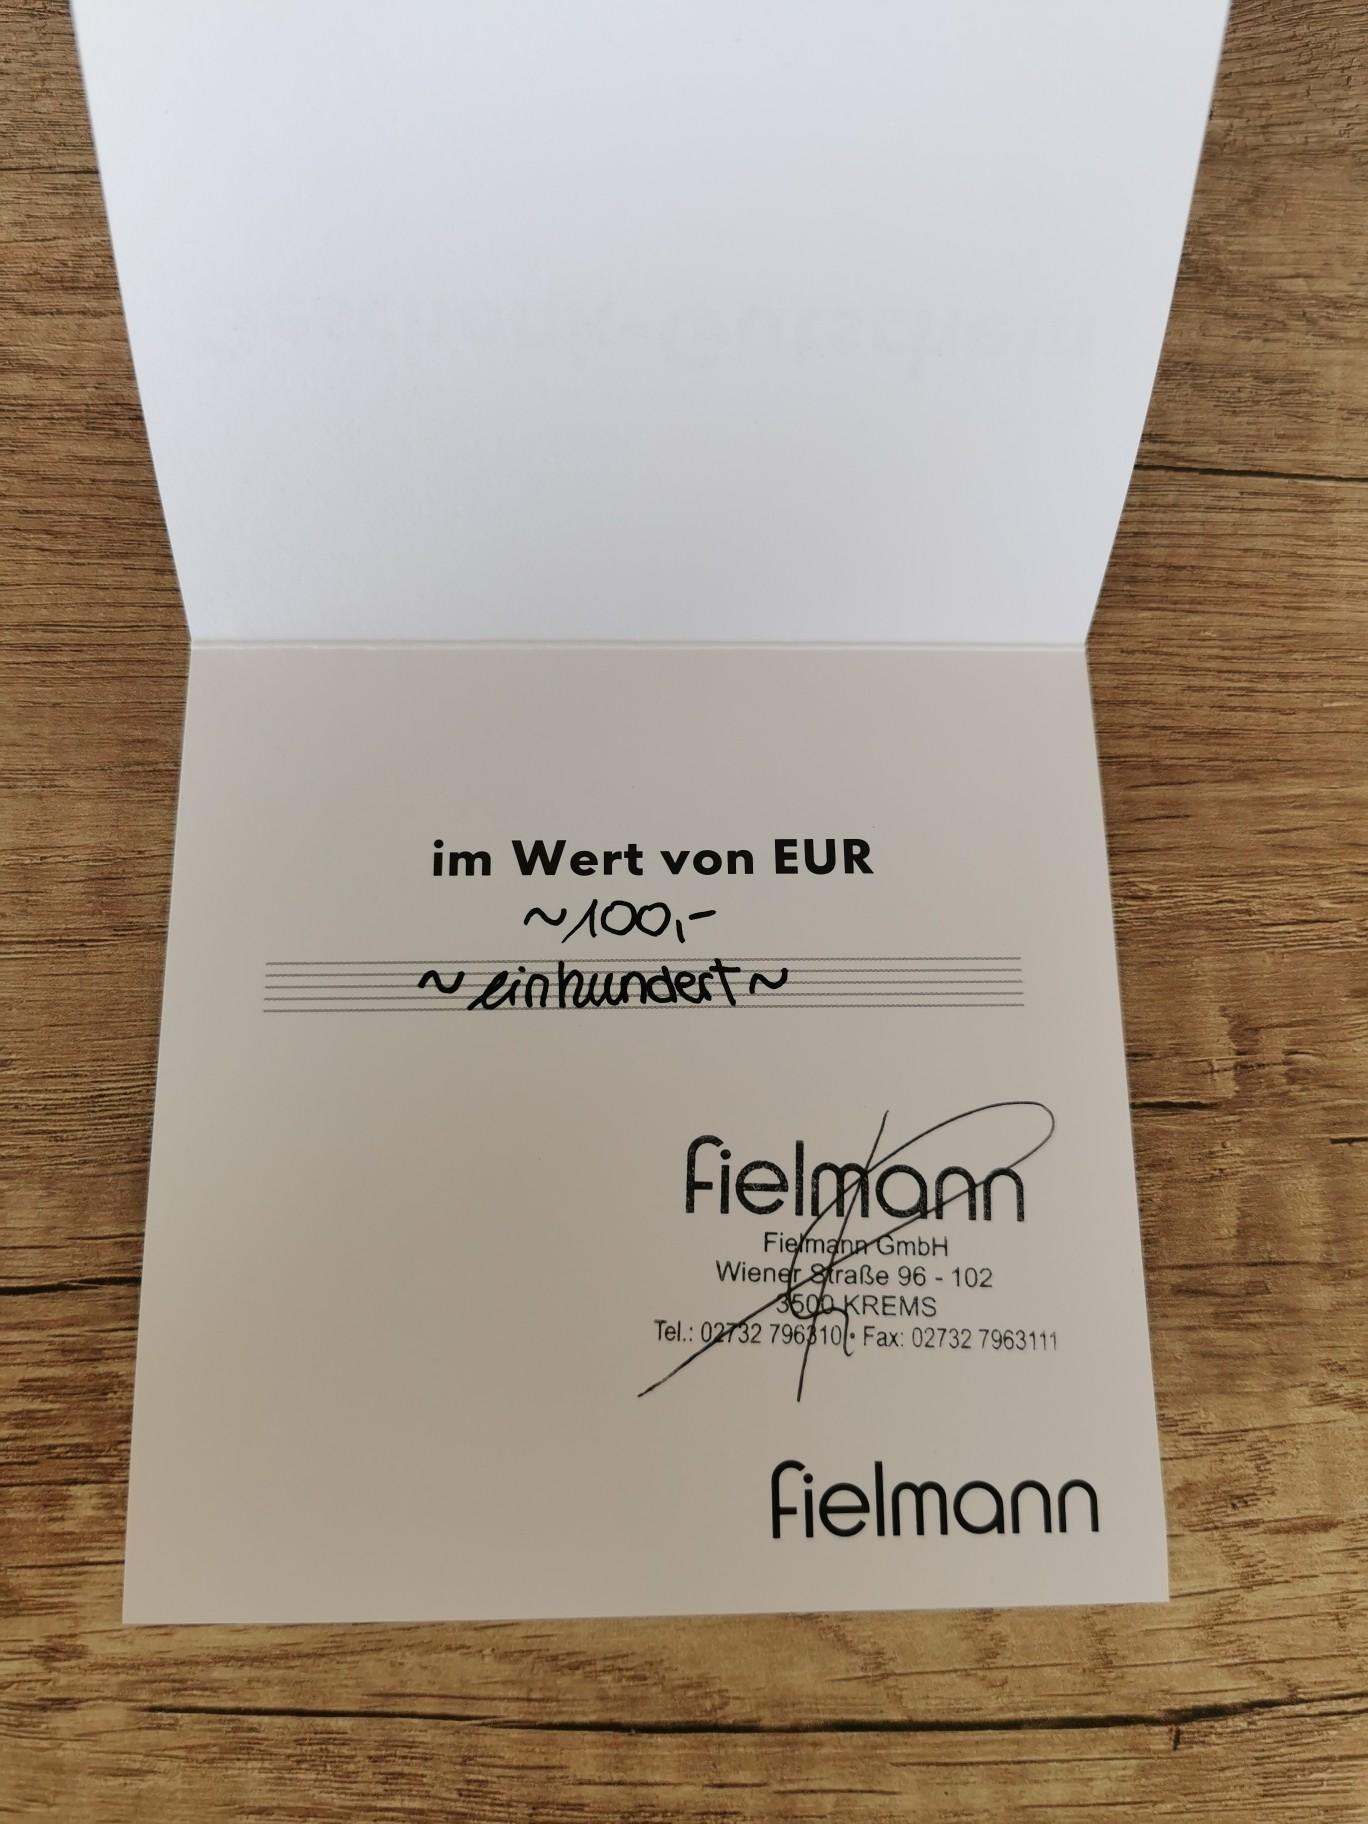 im Wert von EUR
~100,-
~einhundert~
fielmann
Fielmann GmbH
Wiener Straße 96 - 102
3500 KREMS
Tel.: 02732 796310 • Fax: 02732 7963111
fielmann